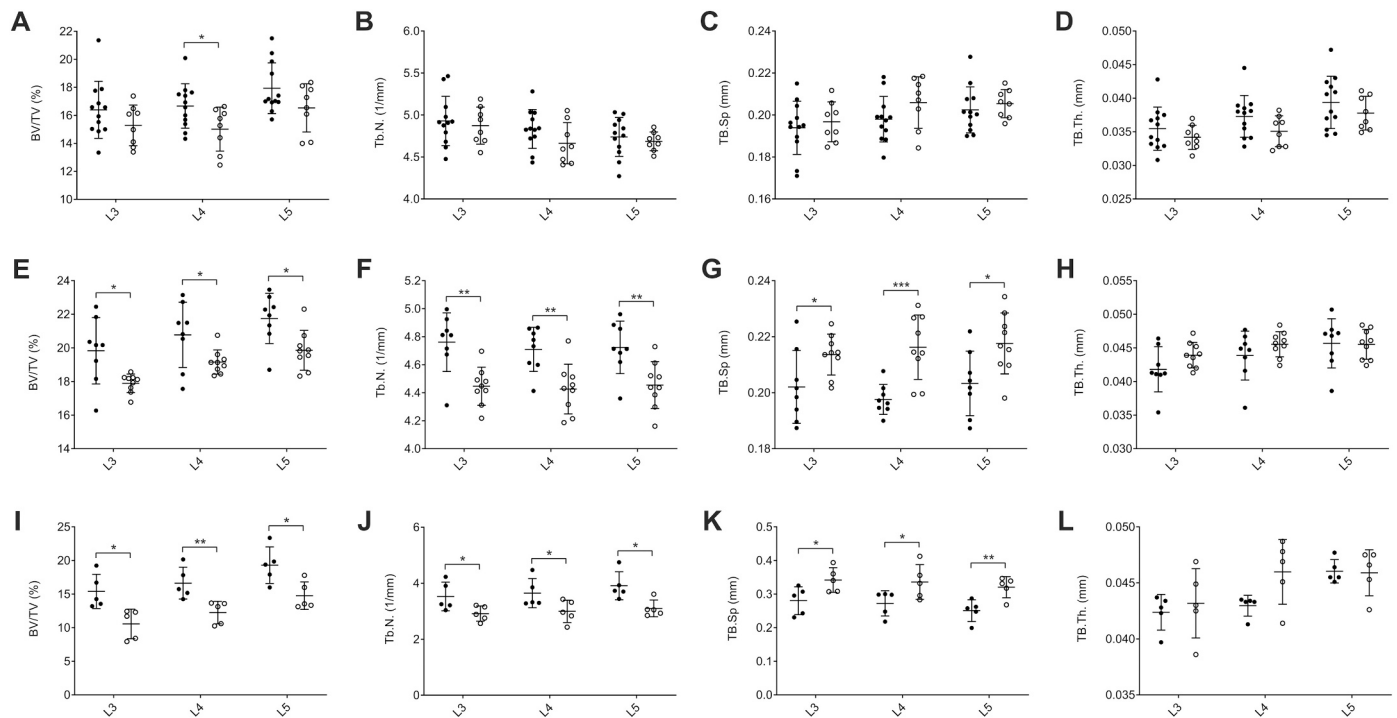 A
BV/TV (%)
22
20
18
16
14
12
10
*
L3
L4
L5
B
Tb.N. (1/mm)
6.0
5.5
5.0
4.5
4.0
L3
L4
L5
C
TB.Sp (mm)
0.24
0.22
0.20
0.18
0.16
L3
L4
L5
D
TB.Th. (mm)
0.050
0.045
0.040
0.035
0.030
0.025
L3
L4
L5
E
BV/TV (%)
24
22
20
18
16
14
*
*
*
L3
L4
L5
F
Tb.N. (1/mm)
5.2
5.0
4.8
4.6
4.4
4.2
4.0
**
**
**
L3
L4
L5
G
TB.Sp (mm)
0.24
0.22
0.20
0.18
*
***
*
L3
L4
L5
H
TB.Th. (mm)
0.055
0.050
0.045
0.040
0.035
0.030
L3
L4
L5
I
BV/TV (%)
25
20
15
10
5
0
*
**
*
L3
L4
L5
J
Tb.N. (1/mm)
6
4
2
0
*
*
*
L3
L4
L5
K
TB.Sp (mm)
0.5
0.4
0.3
0.2
0.1
0.0
*
*
**
L3
L4
L5
L
TB.Th. (mm)
0.050
0.045
0.040
0.035
L3
L4
L5